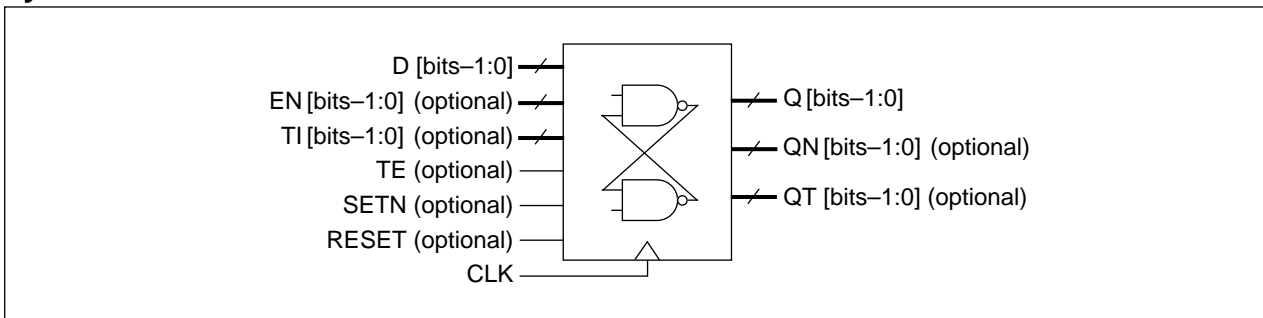 D [bits–1:0]
EN [bits–1:0] (optional)
TI [bits–1:0] (optional)
TE (optional)
SETN (optional)
RESET (optional)
CLK
Q [bits–1:0]
QN [bits–1:0] (optional)
QT [bits–1:0] (optional)